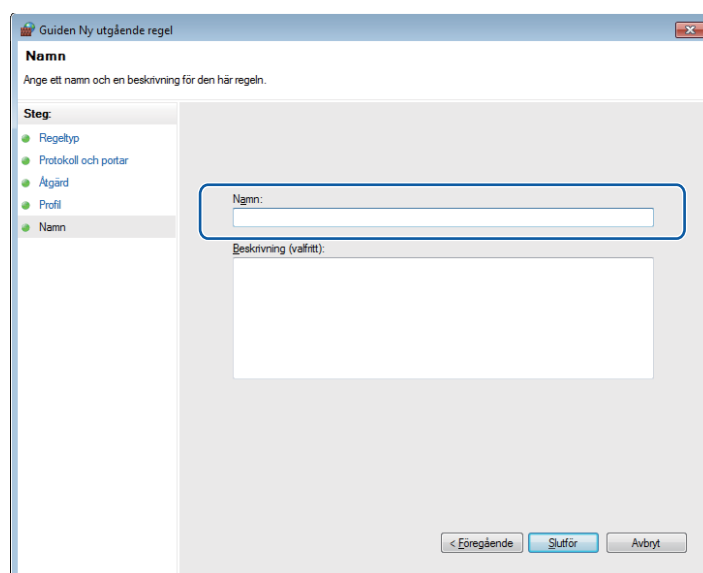 Guiden Ny utgående regel
Namn
Ange ett namn och en beskrivning för den här regeln.
Steg:
Regeltyp
Protokoll och portar
Åtgärd
Profil
Namn
Namn:
Beskrivning (valfritt):
< Föregående
Slutför
Avbryt